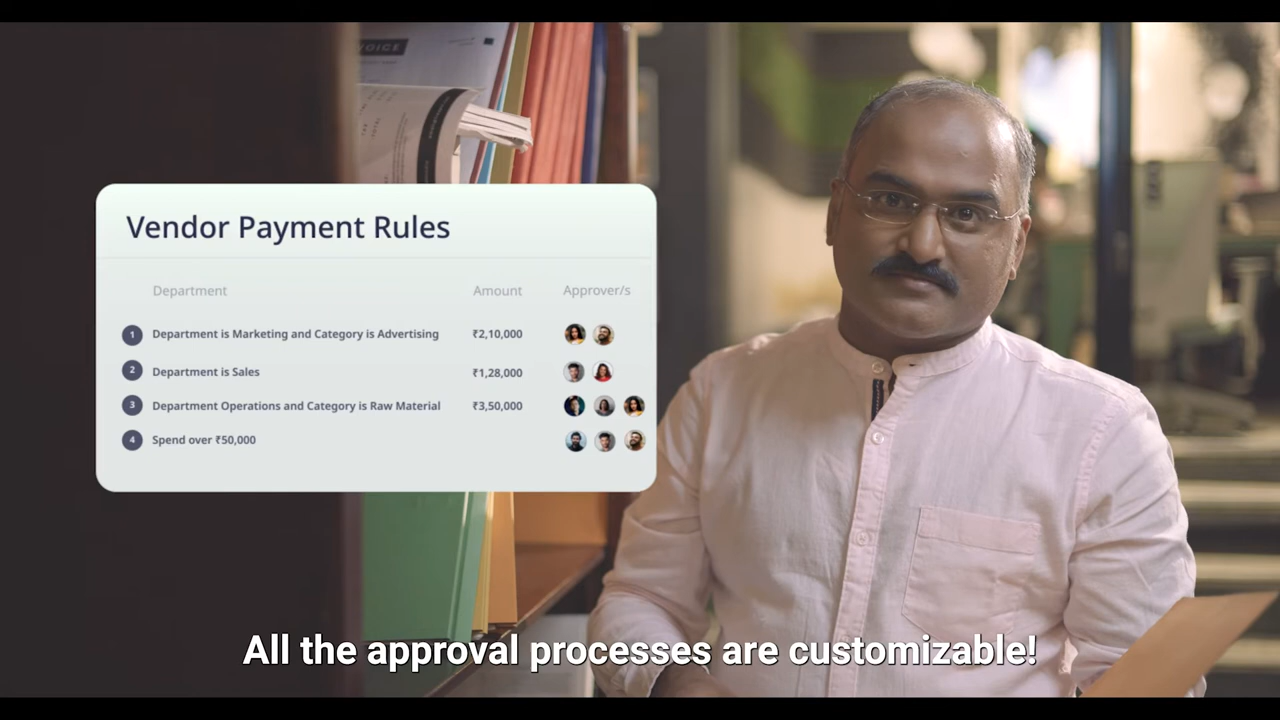 VOICE
Vendor Payment Rules
Department Amount Approver/s
1 Department is Marketing and Category is Advertising ₹2,10,000
2 Department is Sales ₹1,28,000
3 Department Operations and Category is Raw Material ₹3,50,000
4 Spend over ₹50,000
All the approval processes are customizable!